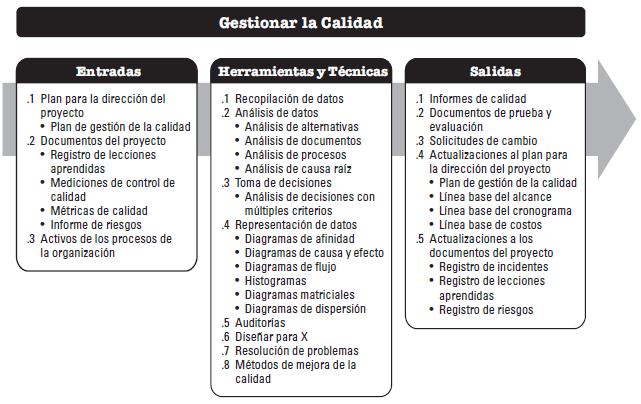 Gestionar la Calidad
Entradas
.1 Plan para la dirección del
proyecto
• Plan de gestión de la calidad
.2 Documentos del proyecto
• Registro de lecciones
aprendidas
• Mediciones de control de
calidad
• Métricas de calidad
• Informe de riesgos
.3 Activos de los procesos de
la organización
Herramientas y Técnicas
.1 Recopilación de datos
.2 Análisis de datos
• Análisis de alternativas
• Análisis de documentos
• Análisis de procesos
• Análisis de causa raíz
.3 Toma de decisiones
• Análisis de decisiones con
múltiples criterios
.4 Representación de datos
• Diagramas de afinidad
• Diagramas de causa y efecto
• Diagramas de flujo
• Histogramas
• Diagramas matriciales
• Diagramas de dispersión
.5 Auditorías
.6 Diseñar para X
.7 Resolución de problemas
.8 Métodos de mejora de la
calidad
Salidas
.1 Informes de calidad
.2 Documentos de prueba y
evaluación
.3 Solicitudes de cambio
.4 Actualizaciones al plan para
la dirección del proyecto
• Plan de gestión de la calidad
• Línea base del alcance
• Línea base del cronograma
• Línea base de costos
.5 Actualizaciones a los
documentos del proyecto
• Registro de incidentes
• Registro de lecciones
aprendidas
• Registro de riesgos